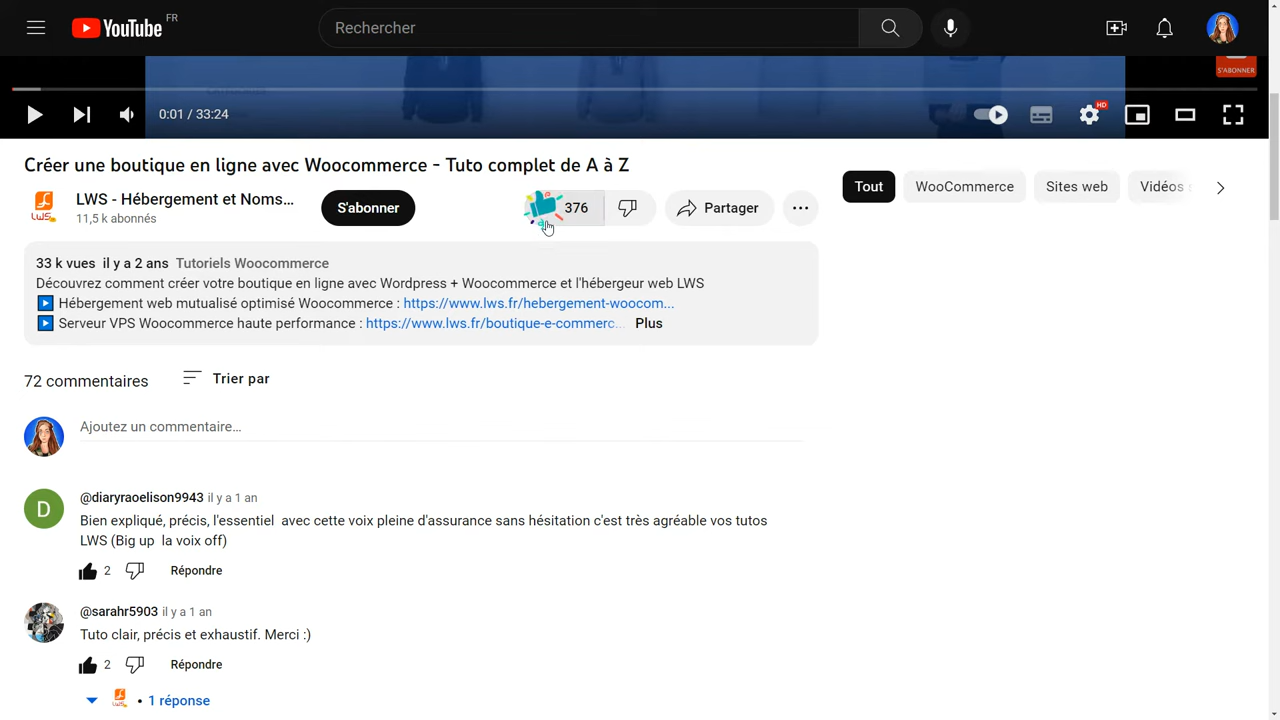 YouTube FR
Rechercher
S'ABONNER
0:01 / 33:24
HD
Créer une boutique en ligne avec Woocommerce - Tuto complet de A à Z
LWS - Hébergement et Noms...
11,5 k abonnés
S'abonner
376
Partager
Tout
WooCommerce
Sites web
Vidéos
33 k vues il y a 2 ans Tutoriels Woocommerce
Découvrez comment créer votre boutique en ligne avec Wordpress + Woocommerce et l'hébergeur web LWS
Hébergement web mutualisé optimisé Woocommerce : https://www.lws.fr/hebergement-woocom...
Serveur VPS Woocommerce haute performance : https://www.lws.fr/boutique-e-commerc... Plus
72 commentaires
Trier par
Ajoutez un commentaire...
D
@diaryraoelison9943 il y a 1 an
Bien expliqué, précis, l'essentiel avec cette voix pleine d'assurance sans hésitation c'est très agréable vos tutos
LWS (Big up la voix off)
2
Répondre
@sarahr5903 il y a 1 an
Tuto clair, précis et exhaustif. Merci :)
2
Répondre
LWS
• 1 réponse